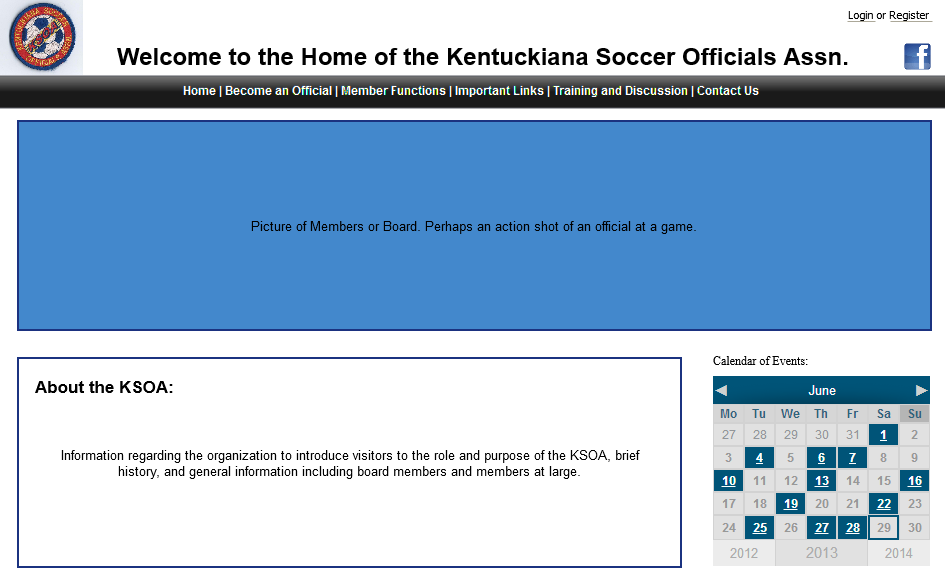 KENTUCKIANA SOCCER
OFFICIALS ASSN.
Login or Register
Welcome to the Home of the Kentuckiana Soccer Officials Assn.
Home | Become an Official | Member Functions | Important Links | Training and Discussion | Contact Us
Picture of Members or Board. Perhaps an action shot of an official at a game.
About the KSOA:
Information regarding the organization to introduce visitors to the role and purpose of the KSOA, brief
history, and general information including board members and members at large.
Calendar of Events:
June
Mo Tu We Th Fr Sa Su
27 28 29 30 31 1 2
3 4 5 6 7 8 9
10 11 12 13 14 15 16
17 18 19 20 21 22 23
24 25 26 27 28 29 30
2012 2013 2014